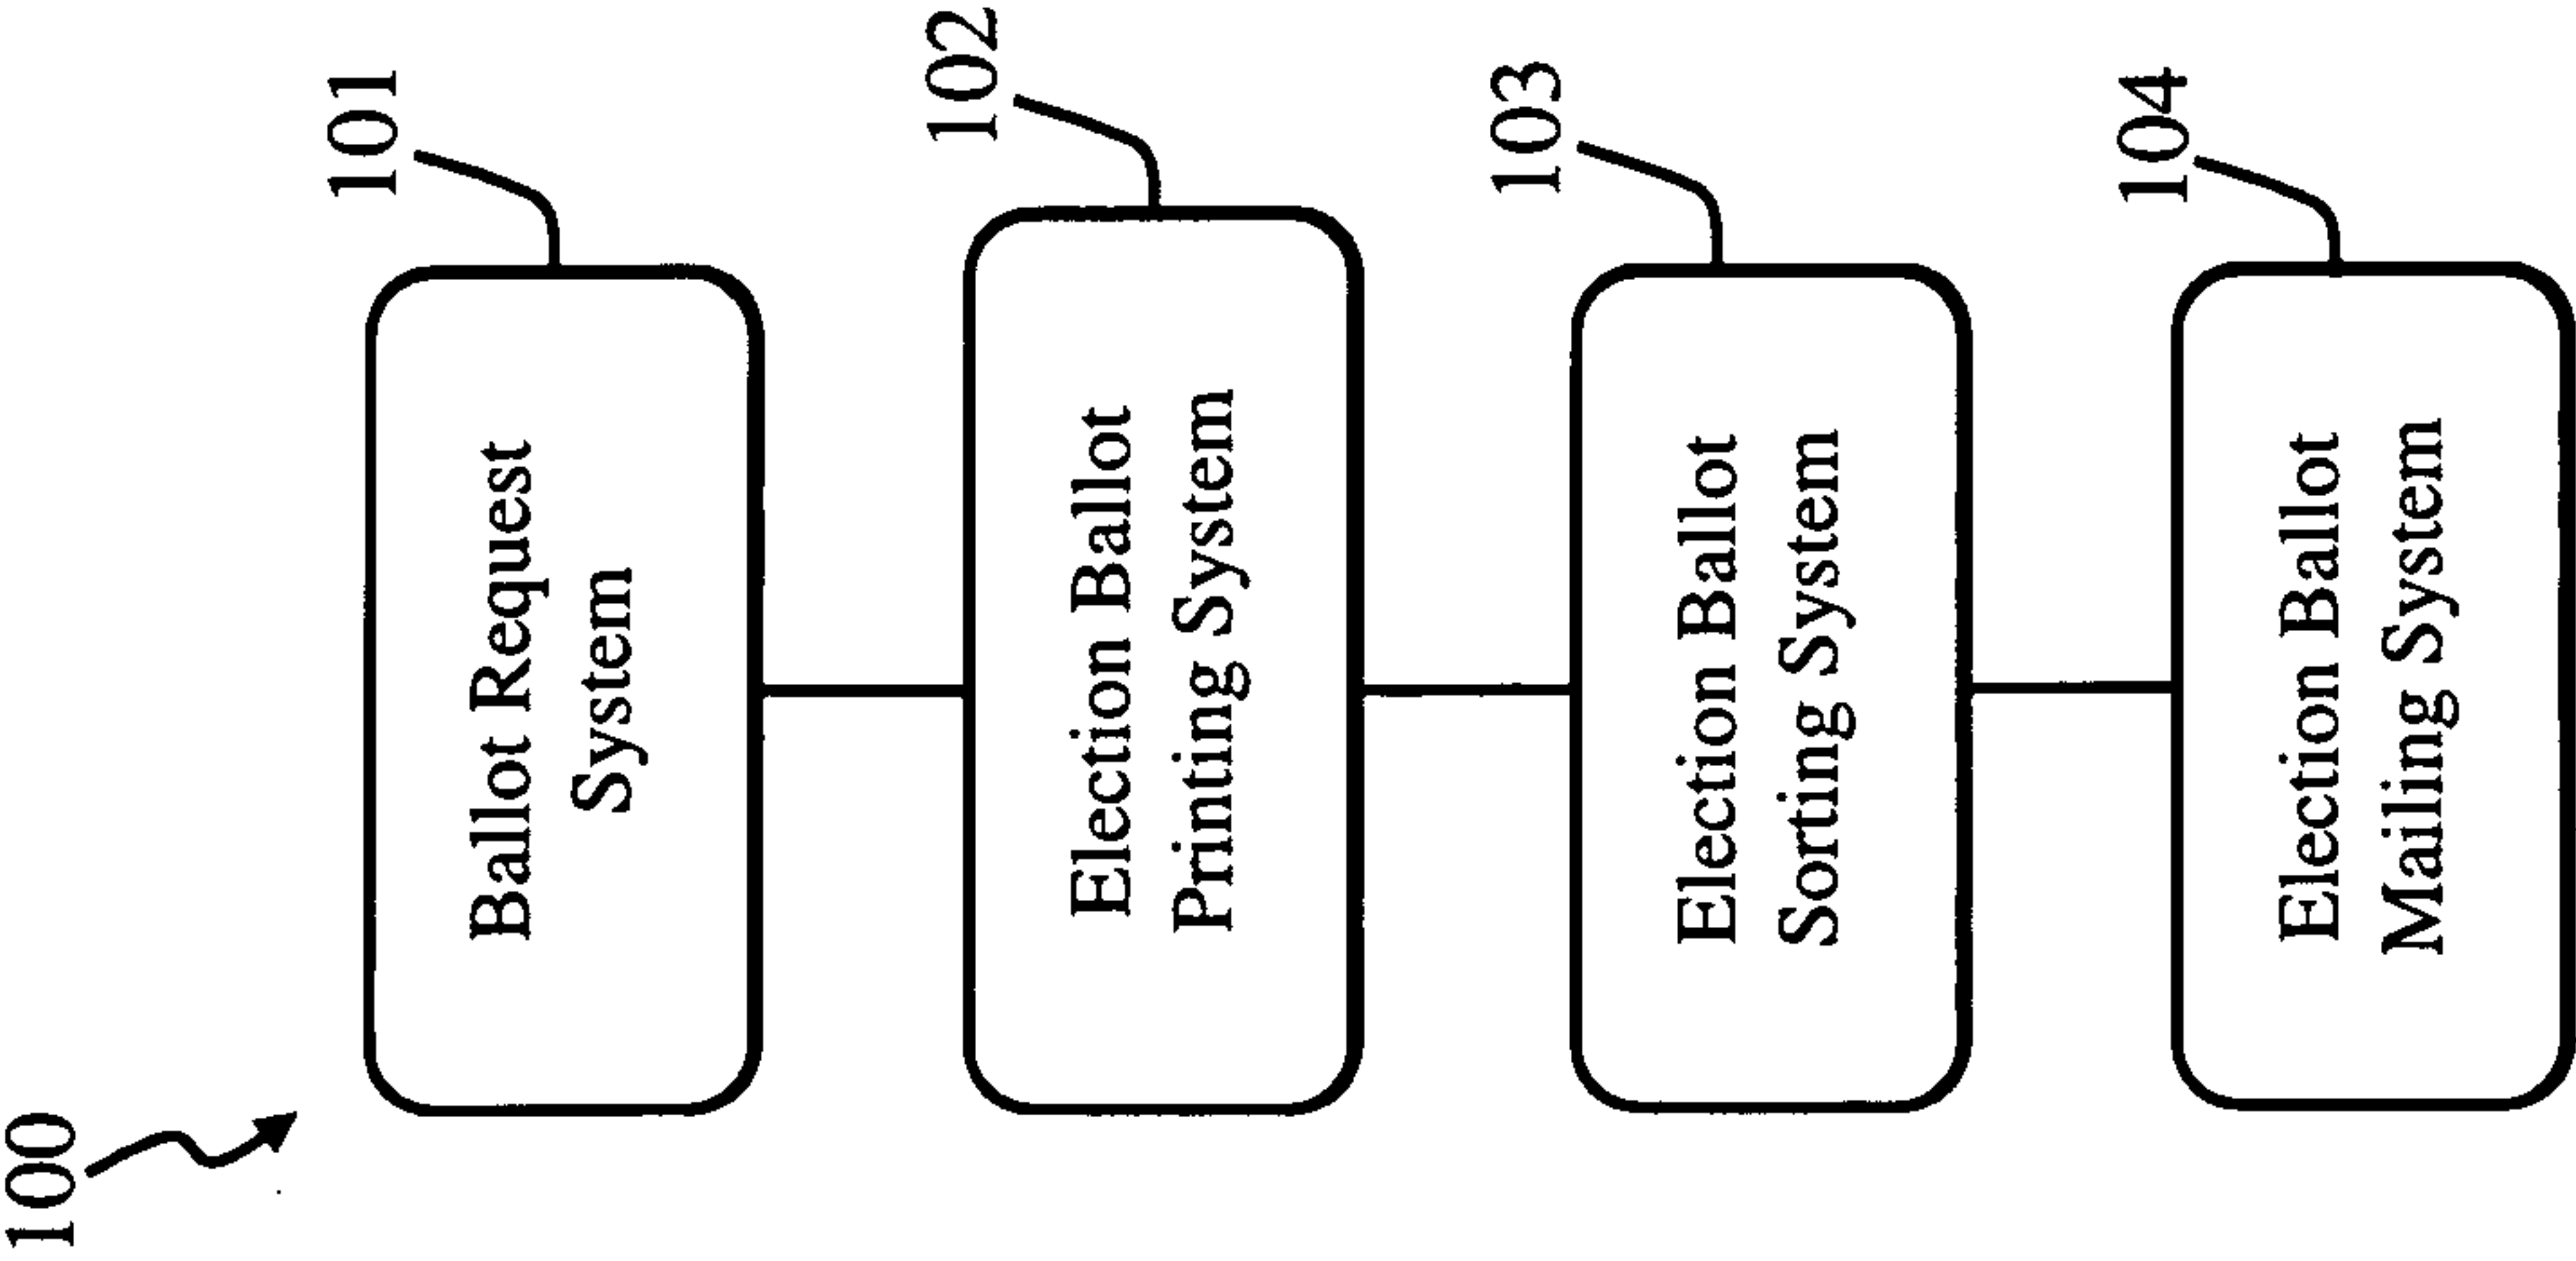 100
101
Ballot Request
System
102
Election Ballot
Printing System
103
Election Ballot
Sorting System
104
Election Ballot
Mailing System